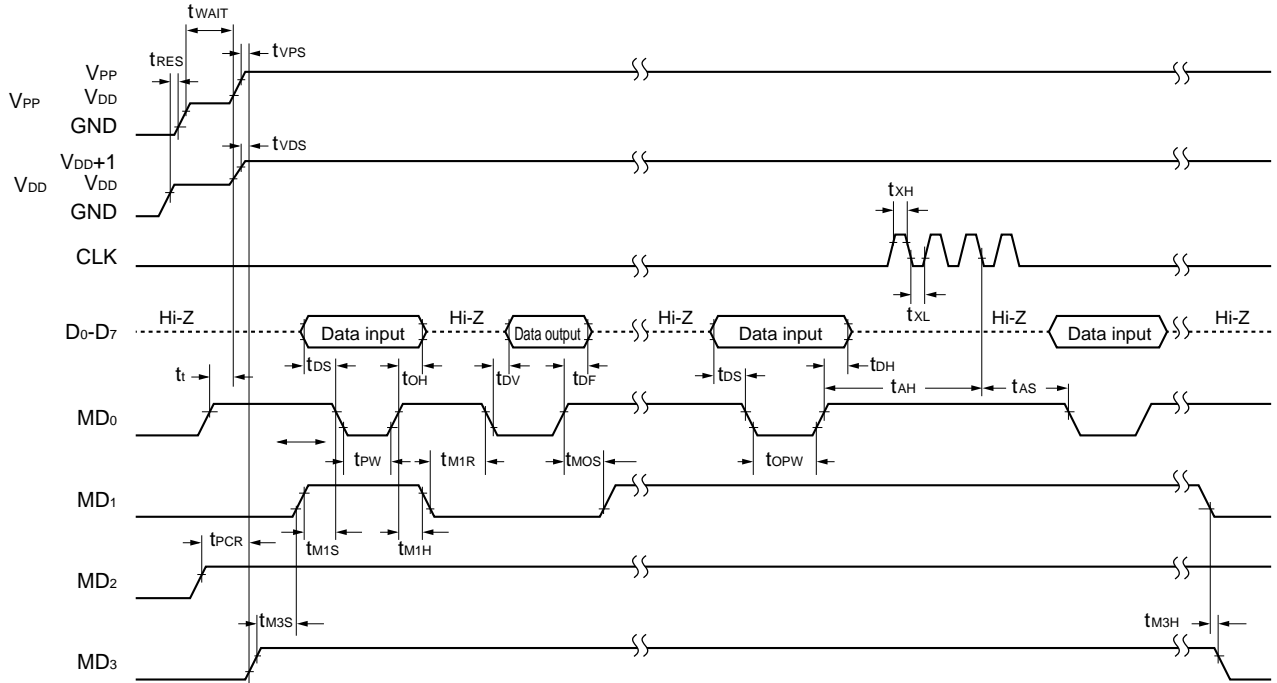 tWAIT
tVPS
tRES
VPP
VPP
VDD
GND
tVDS
VDD+1
VDD
VDD
GND
tXH
CLK
tXL
D0-D7
Hi-Z
Data input
Hi-Z
Data output
Hi-Z
Data input
Hi-Z
Data input
Hi-Z
tDS
tOH
tDV
tDF
tDS
tDH
tt
tAH
tAS
MD0
tPW
tM1R
tMOS
tOPW
MD1
tPCR
tM1S
tM1H
MD2
tM3S
tM3H
MD3